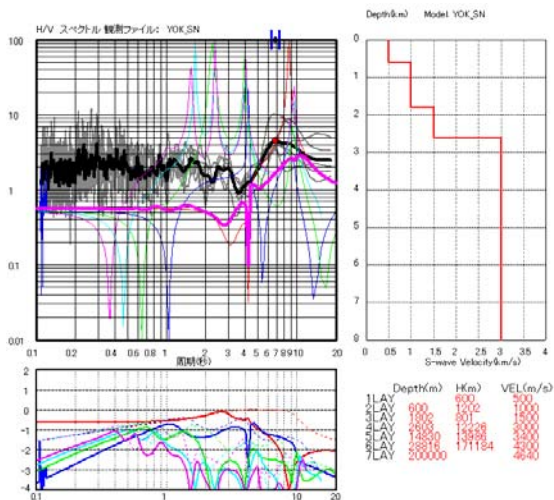 H/V スペクトル 観測ファイル: YOK_SN
100
10
1
0.1
0.01
0.1 0.2 0.4 0.6 0.8 1 2 3 4 5 6 7 8 9 10 20
周期(秒)
2
1
0
-1
-2
-3
-4
0.1 1 10 20
Depth(km) Model: YOK_SN
0
1
2
3
4
5
6
7
8
0 0.5 1 1.5 2 2.5 3 3.5 4
S-wave Velocity(km/s)
Depth(m) H(m) VEL(m/s)
1LAY 600 500
2LAY 600 1202 1000
3LAY
4LAY
5LAY
6LAY 171184
7LAY 200000 4640